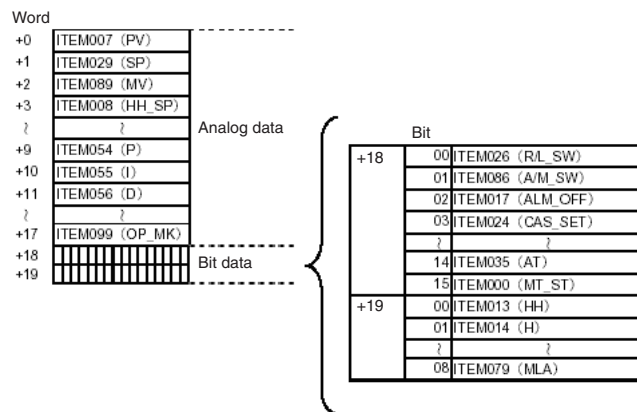 Word
+0 ITEM007 (PV)
+1 ITEM029 (SP)
+2 ITEM089 (MV)
+3 ITEM008 (HH_SP)
≀ ≀
+9 ITEM054 (P)
+10 ITEM055 (I)
+11 ITEM056 (D)
≀ ≀
+17 ITEM099 (OP_MK)
+18
+19
Analog data
Bit data
Bit
+18 00 ITEM026 (R/L_SW)
01 ITEM086 (A/M_SW)
02 ITEM017 (ALM_OFF)
03 ITEM024 (CAS_SET)
≀ ≀
14 ITEM035 (AT)
15 ITEM000 (MT_ST)
+19 00 ITEM013 (HH)
01 ITEM014 (H)
≀ ≀
08 ITEM079 (MLA)